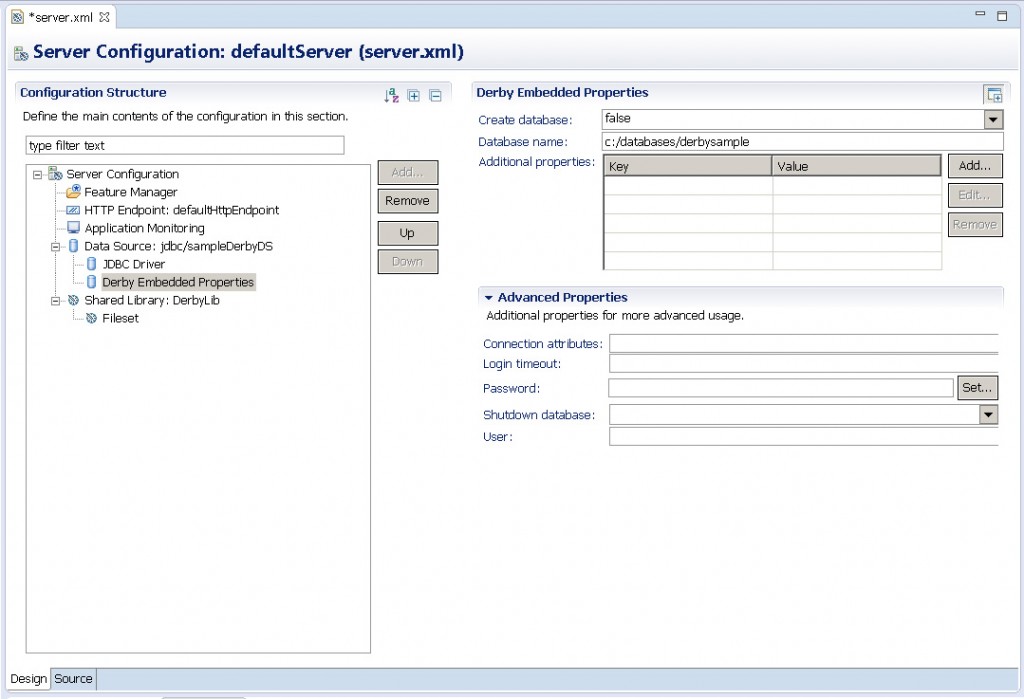 *server.xml
Server Configuration: defaultServer (server.xml)
Configuration Structure
Define the main contents of the configuration in this section.
type filter text
Server Configuration
Feature Manager
HTTP Endpoint: defaultHttpEndpoint
Application Monitoring
Data Source: jdbc/sampleDerbyDS
JDBC Driver
Derby Embedded Properties
Shared Library: DerbyLib
Fileset
Add...
Remove
Up
Down
Derby Embedded Properties
Create database: false
Database name: c:/databases/derbysample
Additional properties: Key Value
Add...
Edit...
Remove
Advanced Properties
Additional properties for more advanced usage.
Connection attributes:
Login timeout:
Password: Set...
Shutdown database:
User:
Design Source